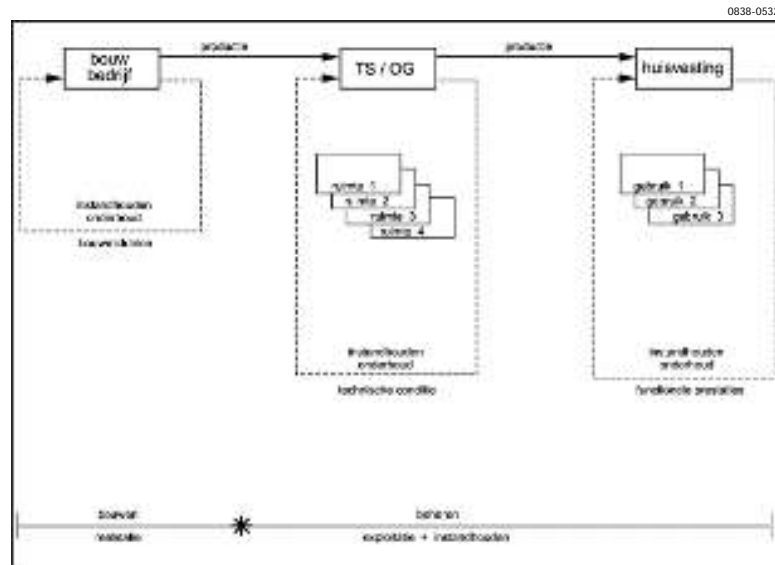 0838-0532
productie
productie
bouw
bedrijf
TS / OG
huisvesting
ruimte 1
ruimte 2
ruimte 3
ruimte 4
gebruik 1
gebruik 2
gebruik 3
instandhouden
onderhoud
instandhouden
onderhoud
technische conditie
instandhouden
onderhoud
functionele prestaties
bouwen
realisatie
beheren
exploitatie + instandhouden